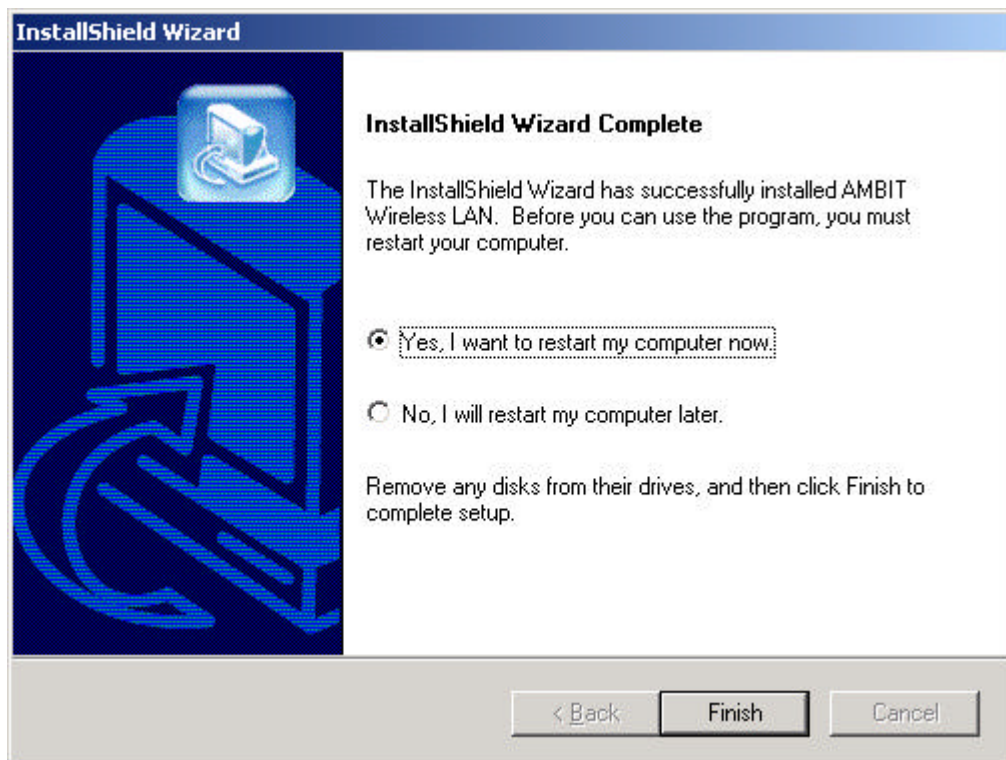 InstallShield Wizard
InstallShield Wizard Complete
The InstallShield Wizard has successfully installed AMBIT
Wireless LAN.  Before you can use the program, you must
restart your computer.
Yes, I want to restart my computer now.
No, I will restart my computer later.
Remove any disks from their drives, and then click Finish to
complete setup.
< Back
Finish
Cancel